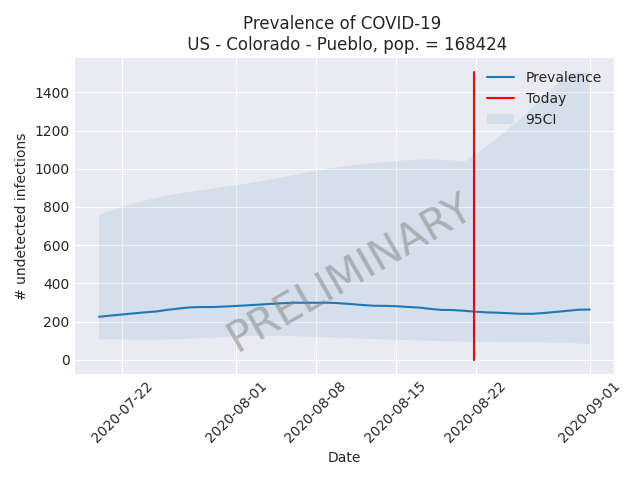 Prevalence of COVID-19
US - Colorado - Pueblo, pop. = 168424
Prevalence
Today
95CI
1400
1200
1000
800
600
400
200
0
# undetected infections
PRELIMINARY
2020-07-22
2020-08-01
2020-08-08
2020-08-15
2020-08-22
2020-09-01
Date